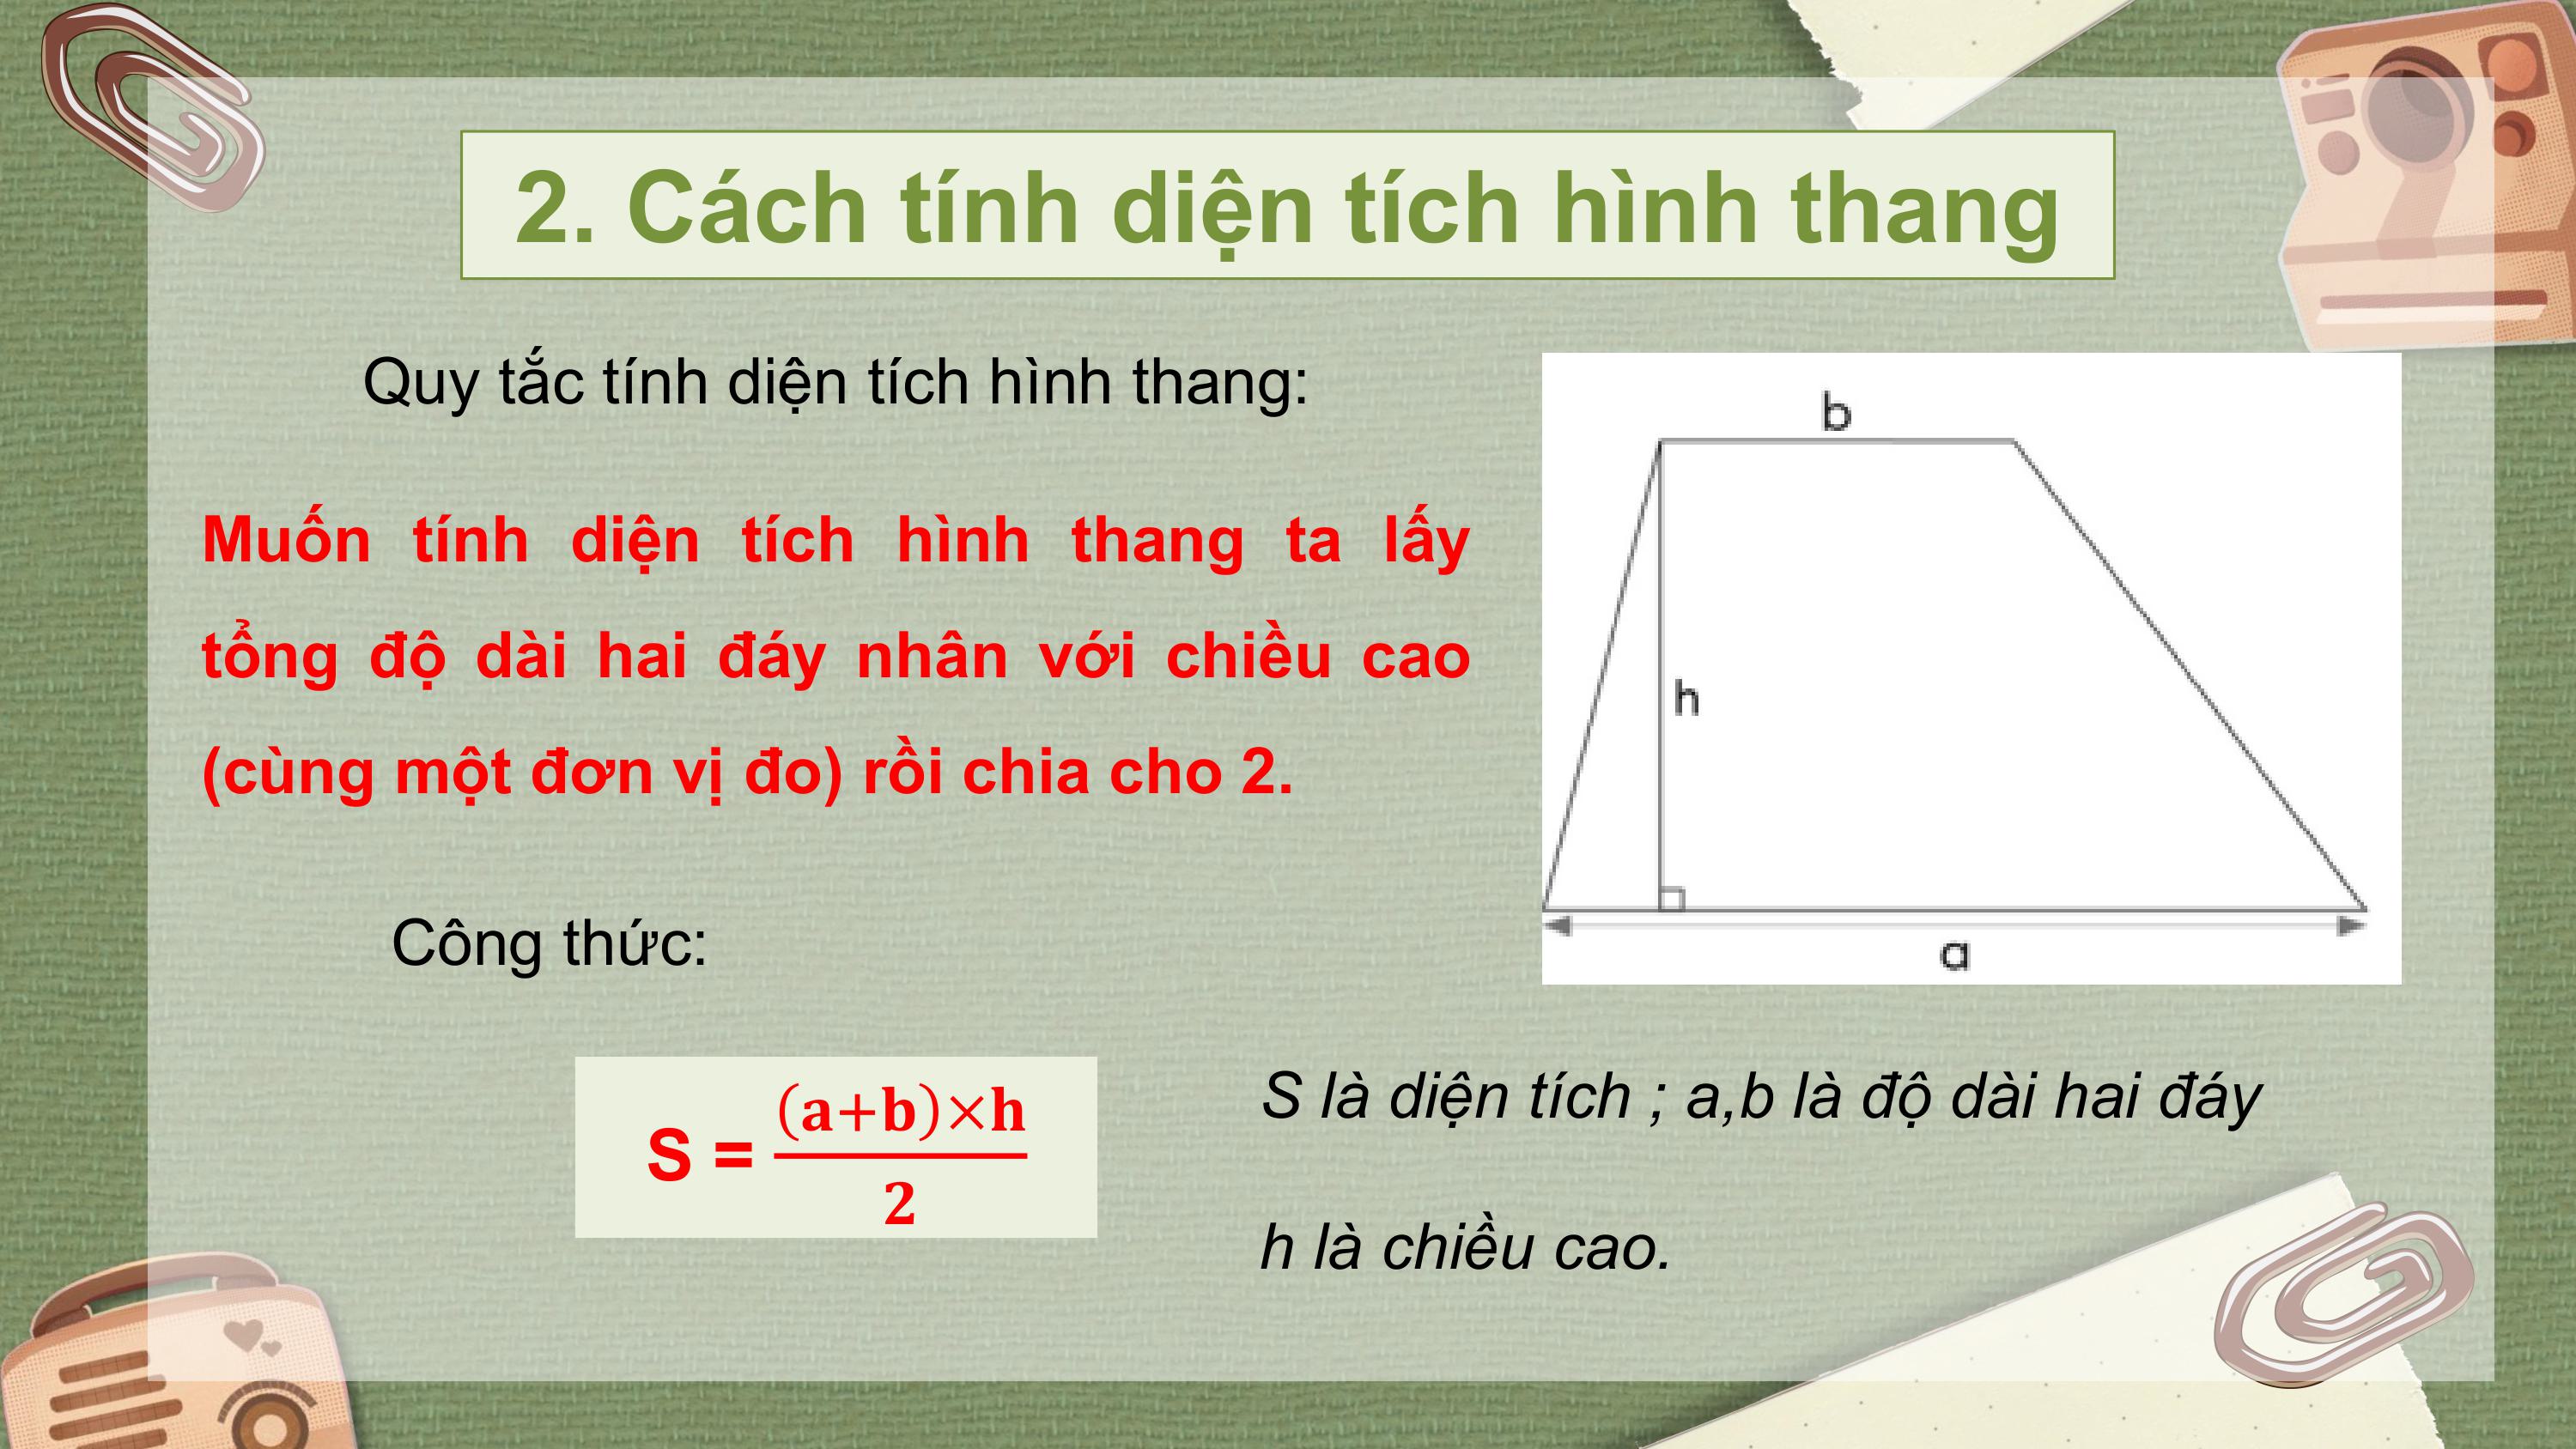 2. Cách tính diện tích hình thang
Quy tắc tính diện tích hình thang:
Muốn tính diện tích hình thang ta lấy
tổng độ dài hai đáy nhân với chiều cao
(cùng một đơn vị đo) rồi chia cho 2.
b
h
a
Công thức:
S = (a+b)×h
2
S là diện tích ; a,b là độ dài hai đáy
h là chiều cao.